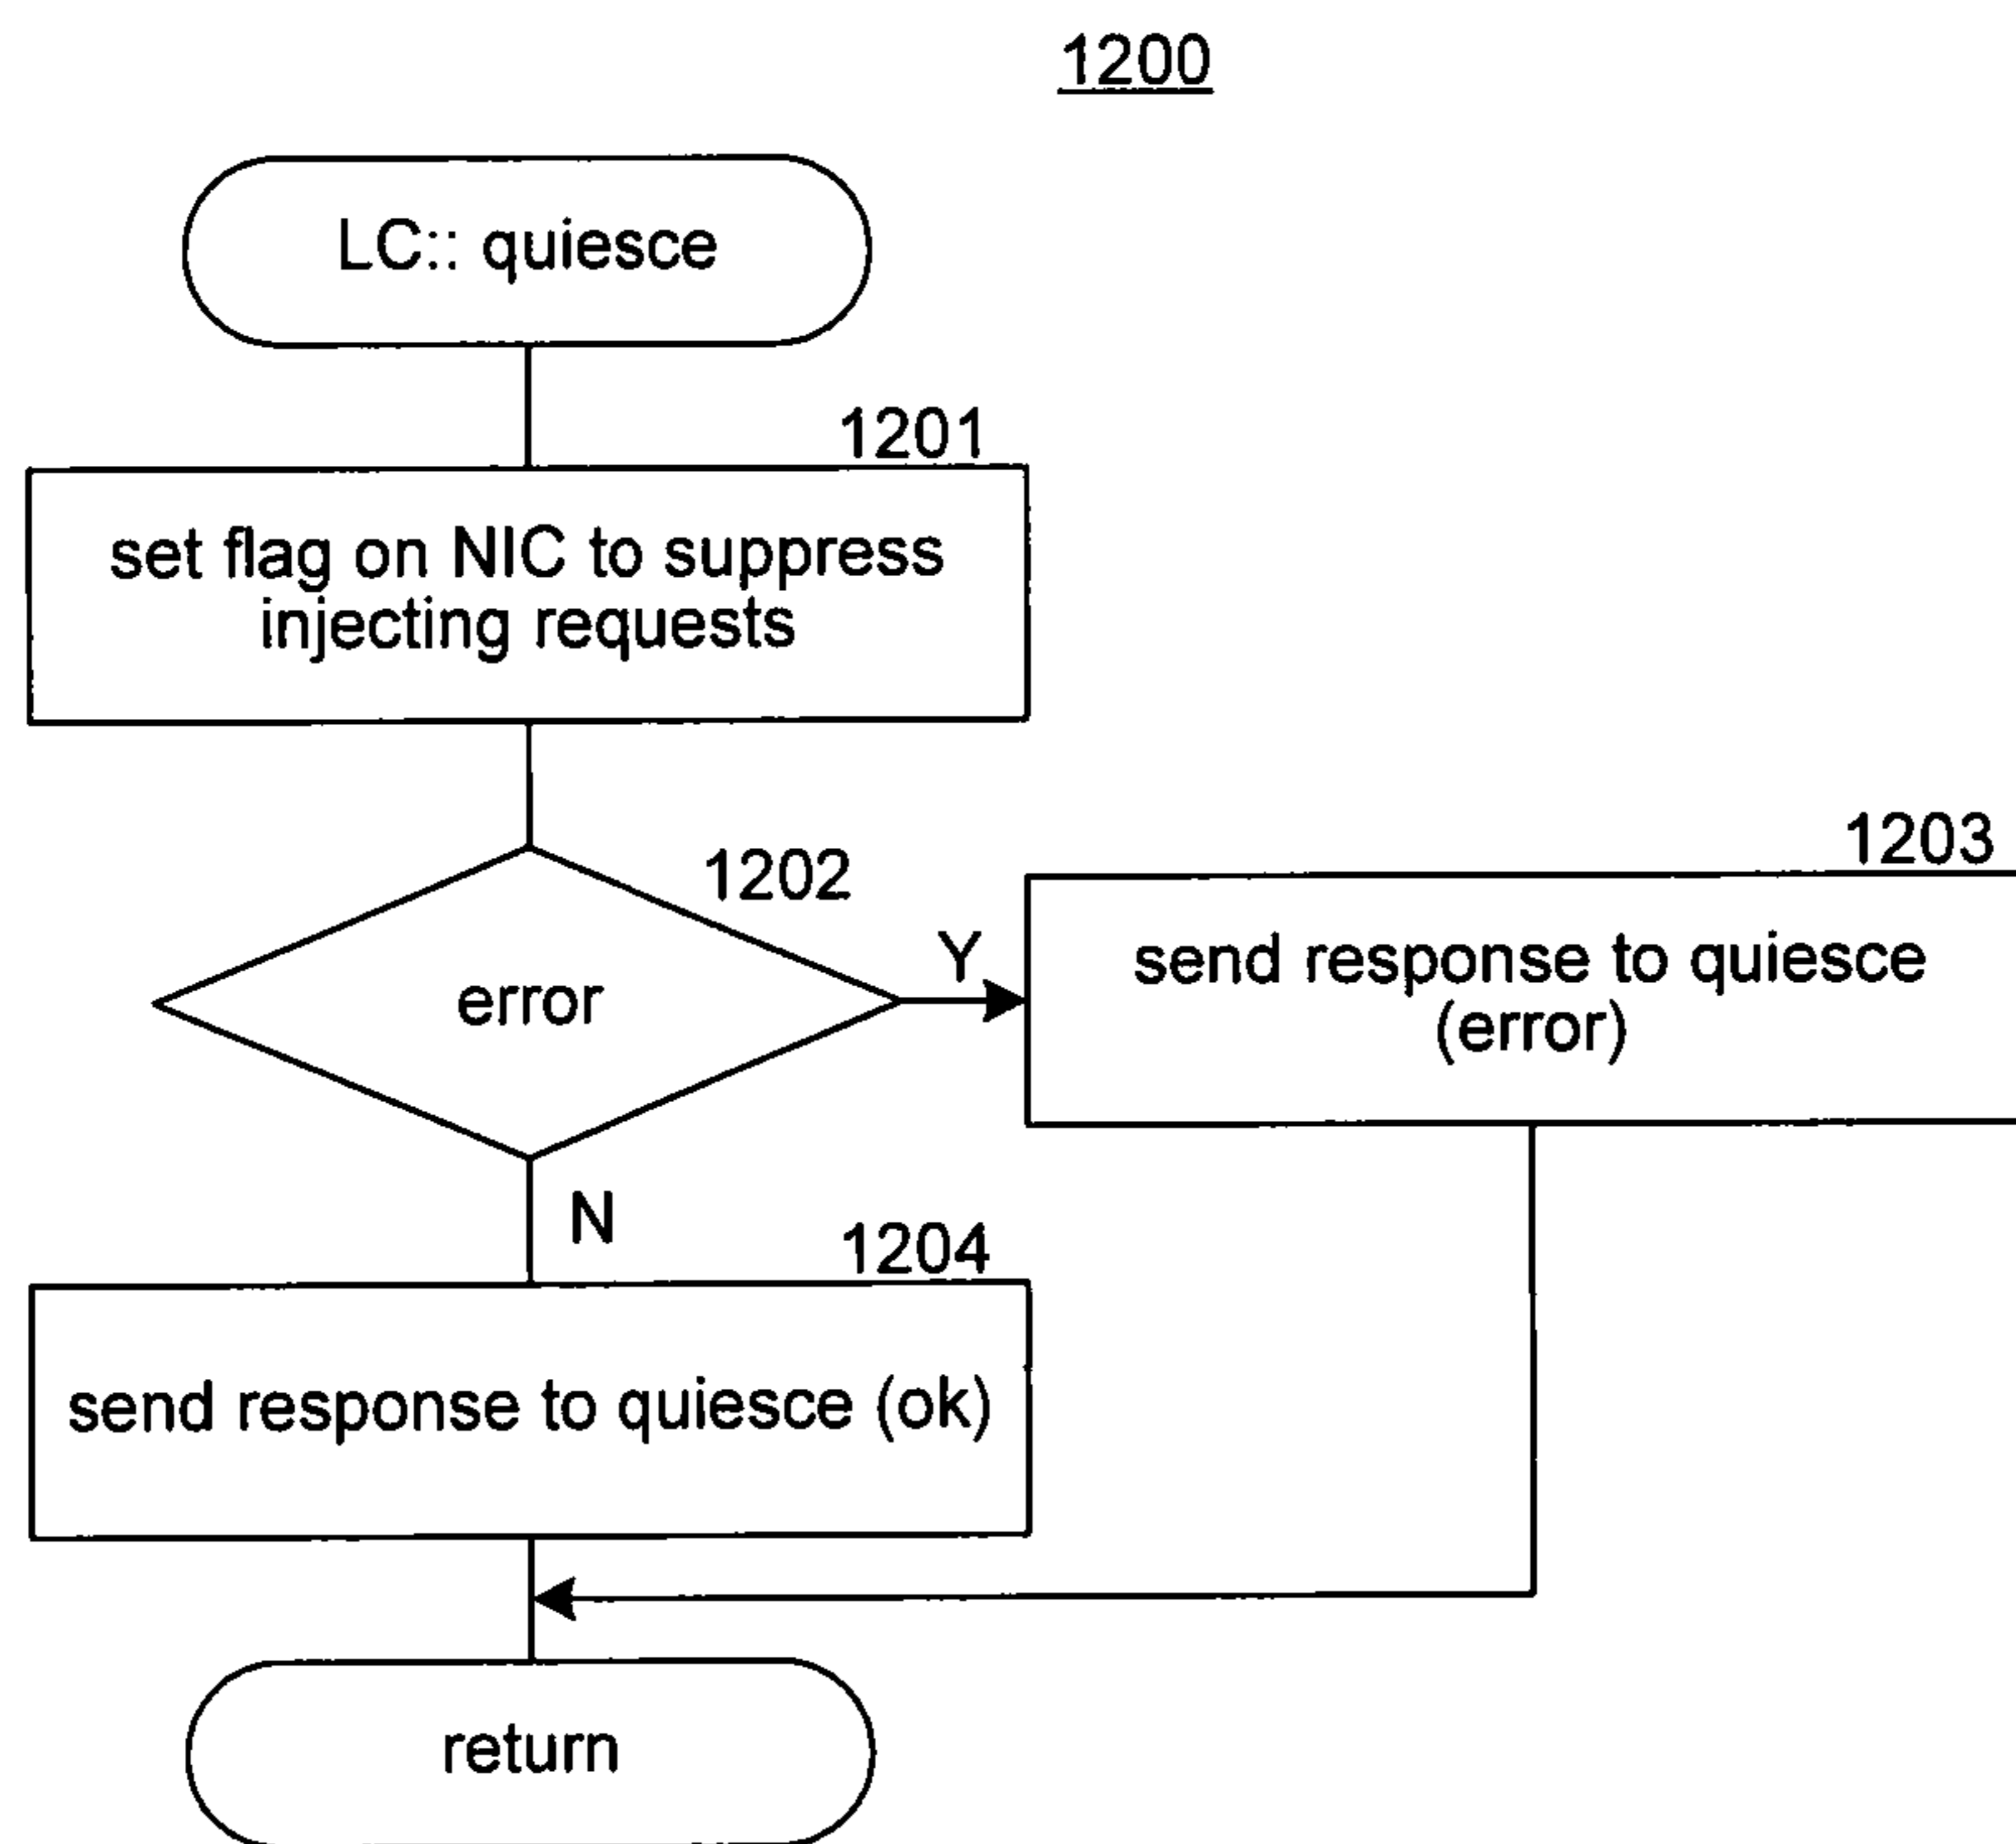 1200
LC:: quiesce
1201
set flag on NIC to suppress
injecting requests
1202
error
Y
1203
send response to quiesce
(error)
N
1204
send response to quiesce (ok)
return